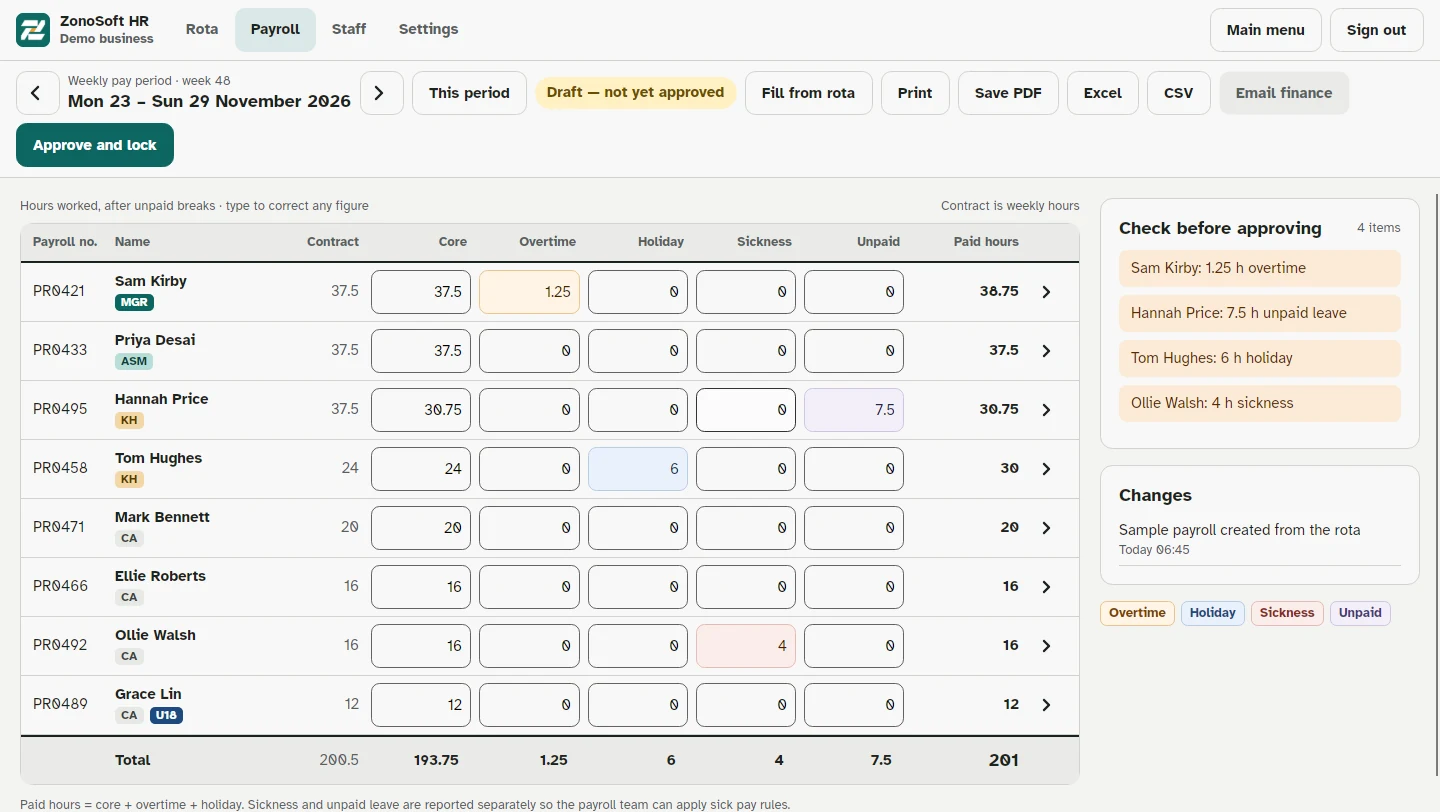 ZonoSoft HR
Demo business
Rota
Payroll
Staff
Settings
Main menu
Sign out
Weekly pay period · week 48
Mon 23 – Sun 29 November 2026
This period
Draft — not yet approved
Fill from rota
Print
Save PDF
Excel
CSV
Email finance
Approve and lock
Hours worked, after unpaid breaks · type to correct any figure
Contract is weekly hours
Payroll no. Name Contract Core Overtime Holiday Sickness Unpaid Paid hours
PR0421 Sam Kirby 37.5 37.5 1.25 0 0 0 38.75
MGR
PR0433 Priya Desai 37.5 37.5 0 0 0 0 37.5
ASM
PR0495 Hannah Price 37.5 30.75 0 0 0 7.5 30.75
KH
PR0458 Tom Hughes 24 24 0 6 0 0 30
KH
PR0471 Mark Bennett 20 20 0 0 0 0 20
CA
PR0466 Ellie Roberts 16 16 0 0 0 0 16
CA
PR0492 Ollie Walsh 16 16 0 0 4 0 16
CA
PR0489 Grace Lin 12 12 0 0 0 0 12
CA U18
Total 200.5 193.75 1.25 6 4 7.5 201
Paid hours = core + overtime + holiday. Sickness and unpaid leave are reported separately so the payroll team can apply sick pay rules.
Check before approving
4 items
Sam Kirby: 1.25 h overtime
Hannah Price: 7.5 h unpaid leave
Tom Hughes: 6 h holiday
Ollie Walsh: 4 h sickness
Changes
Sample payroll created from the rota
Today 06:45
Overtime
Holiday
Sickness
Unpaid